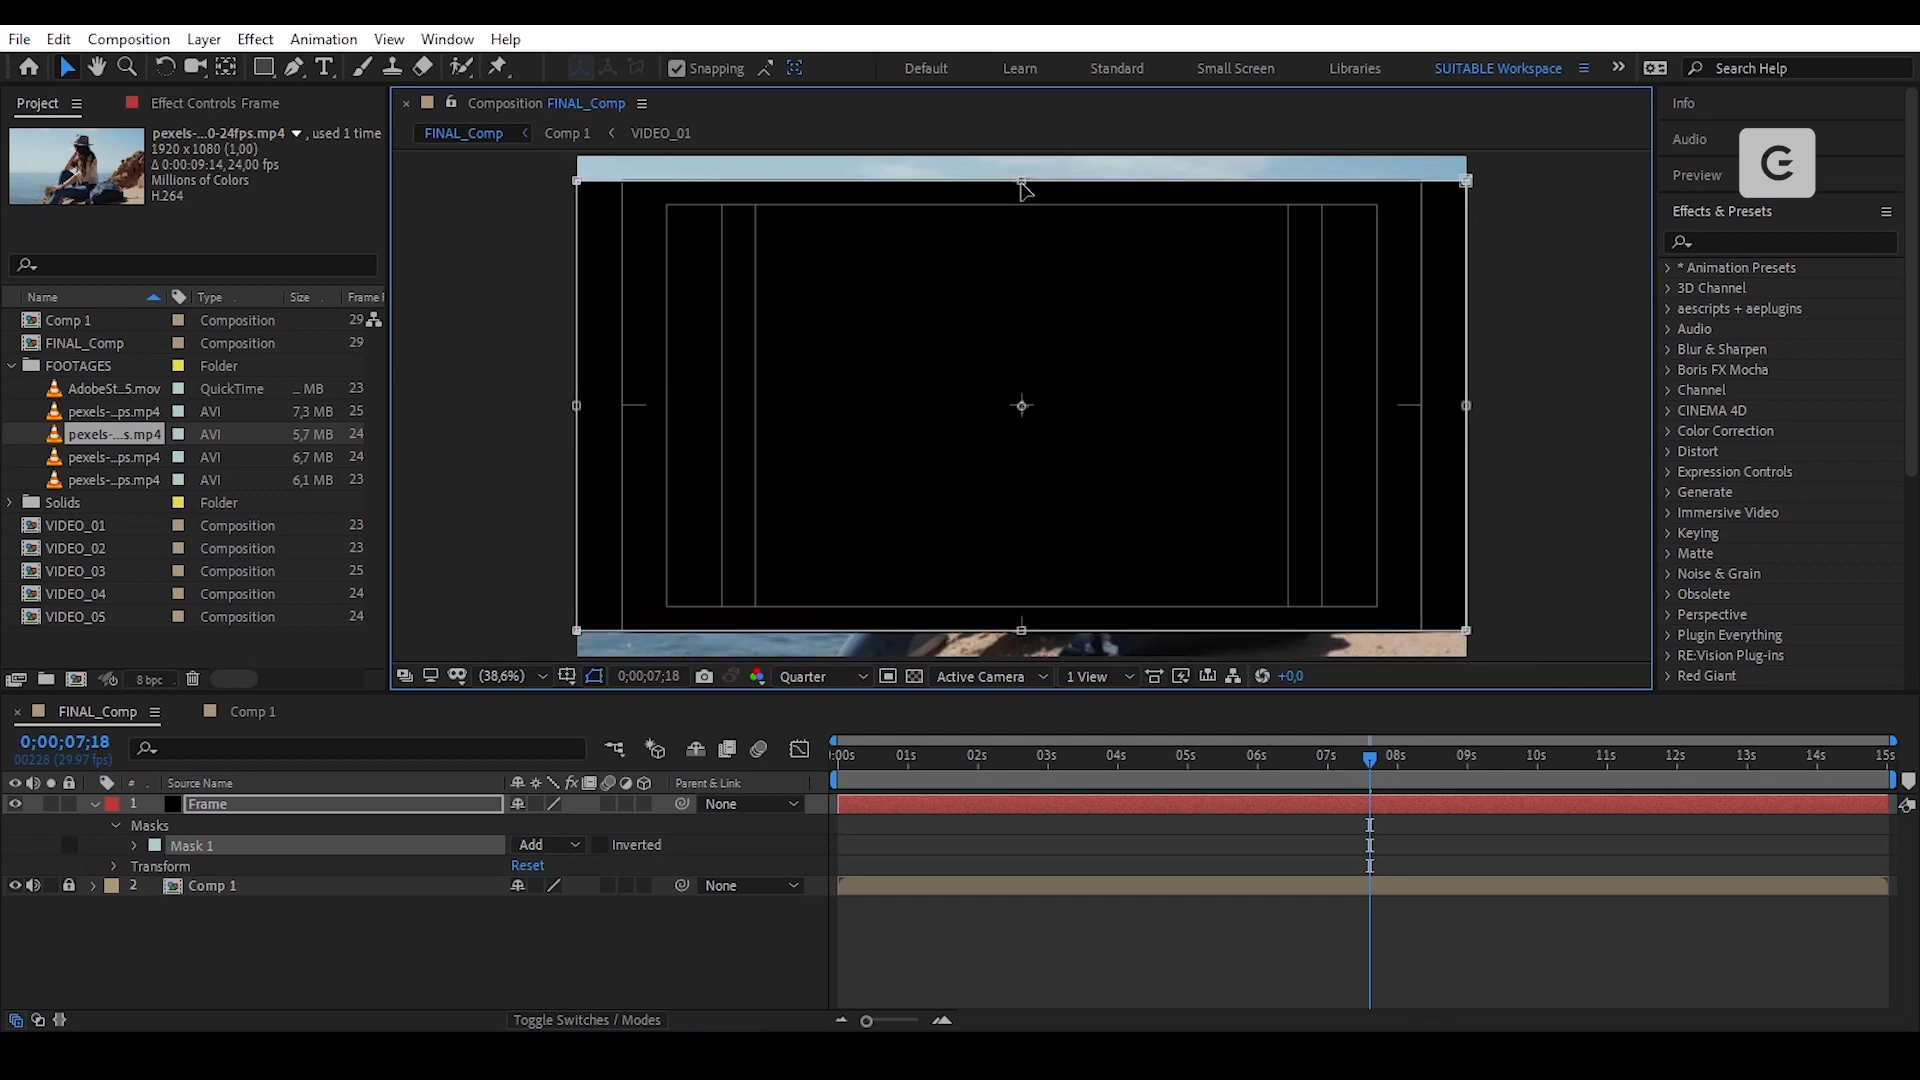 File Edit Composition Layer Effect Animation View Window Help
Snapping Default Learn Standard Small Screen Libraries SUITABLE Workspace Search Help
Project Effect Controls Frame
pexels-...0-24fps.mp4 , used 1 time
1920 x 1080 (1,00)
Δ 0:00:09:14, 24,00 fps
Millions of Colors
H.264
Name Type Size Frame
Comp 1 Composition 29
FINAL_Comp Composition 29
FOOTAGES Folder
AdobeSt...5.mov QuickTime ... MB 23
pexels-...ps.mp4 AVI 7,3 MB 25
pexels-...s.mp4 AVI 5,7 MB 24
pexels-...ps.mp4 AVI 6,7 MB 24
pexels-...ps.mp4 AVI 6,1 MB 23
Solids Folder
VIDEO_01 Composition 23
VIDEO_02 Composition 23
VIDEO_03 Composition 25
VIDEO_04 Composition 24
VIDEO_05 Composition 24
8 bpc
Composition FINAL_Comp
FINAL_Comp Comp 1 VIDEO_01
(38,6%) 0;00;07;18 Quarter Active Camera 1 View +0,0
Info
Audio
Preview
Effects & Presets
* Animation Presets
3D Channel
aescripts + aeplugins
Audio
Blur & Sharpen
Boris FX Mocha
Channel
CINEMA 4D
Color Correction
Distort
Expression Controls
Generate
Immersive Video
Keying
Matte
Noise & Grain
Obsolete
Perspective
Plugin Everything
RE:Vision Plug-ins
Red Giant
FINAL_Comp Comp 1
0;00;07;18
00228 (29.97 fps)
:00s 01s 02s 03s 04s 05s 06s 07s 08s 09s 10s 11s 12s 13s 14s 15s
# Source Name fx Parent & Link
1 Frame None
Masks
Mask 1 Add Inverted
Transform Reset
2 Comp 1 None
Toggle Switches / Modes